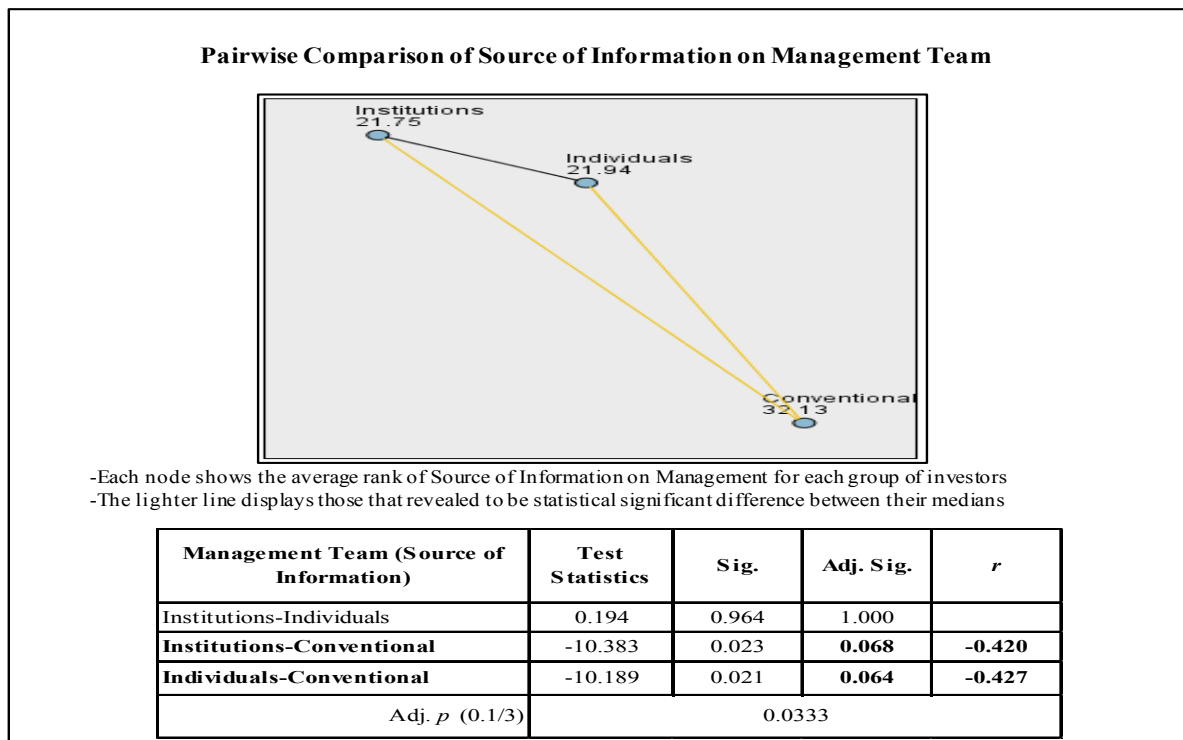 Pairwise Comparison of Source of Information on Management Team
Institutions
21.75
Individuals
21.94
Conventional
32.13
-Each node shows the average rank of Source of Information on Management for each group of investors
-The lighter line displays those that revealed to be statistical significant difference between their medians
Management Team (Source of Information) Test Statistics Sig. Adj. Sig. r
Institutions-Individuals 0.194 0.964 1.000
Institutions-Conventional -10.383 0.023 0.068 -0.420
Individuals-Conventional -10.189 0.021 0.064 -0.427
Adj. p (0.1/3) 0.0333